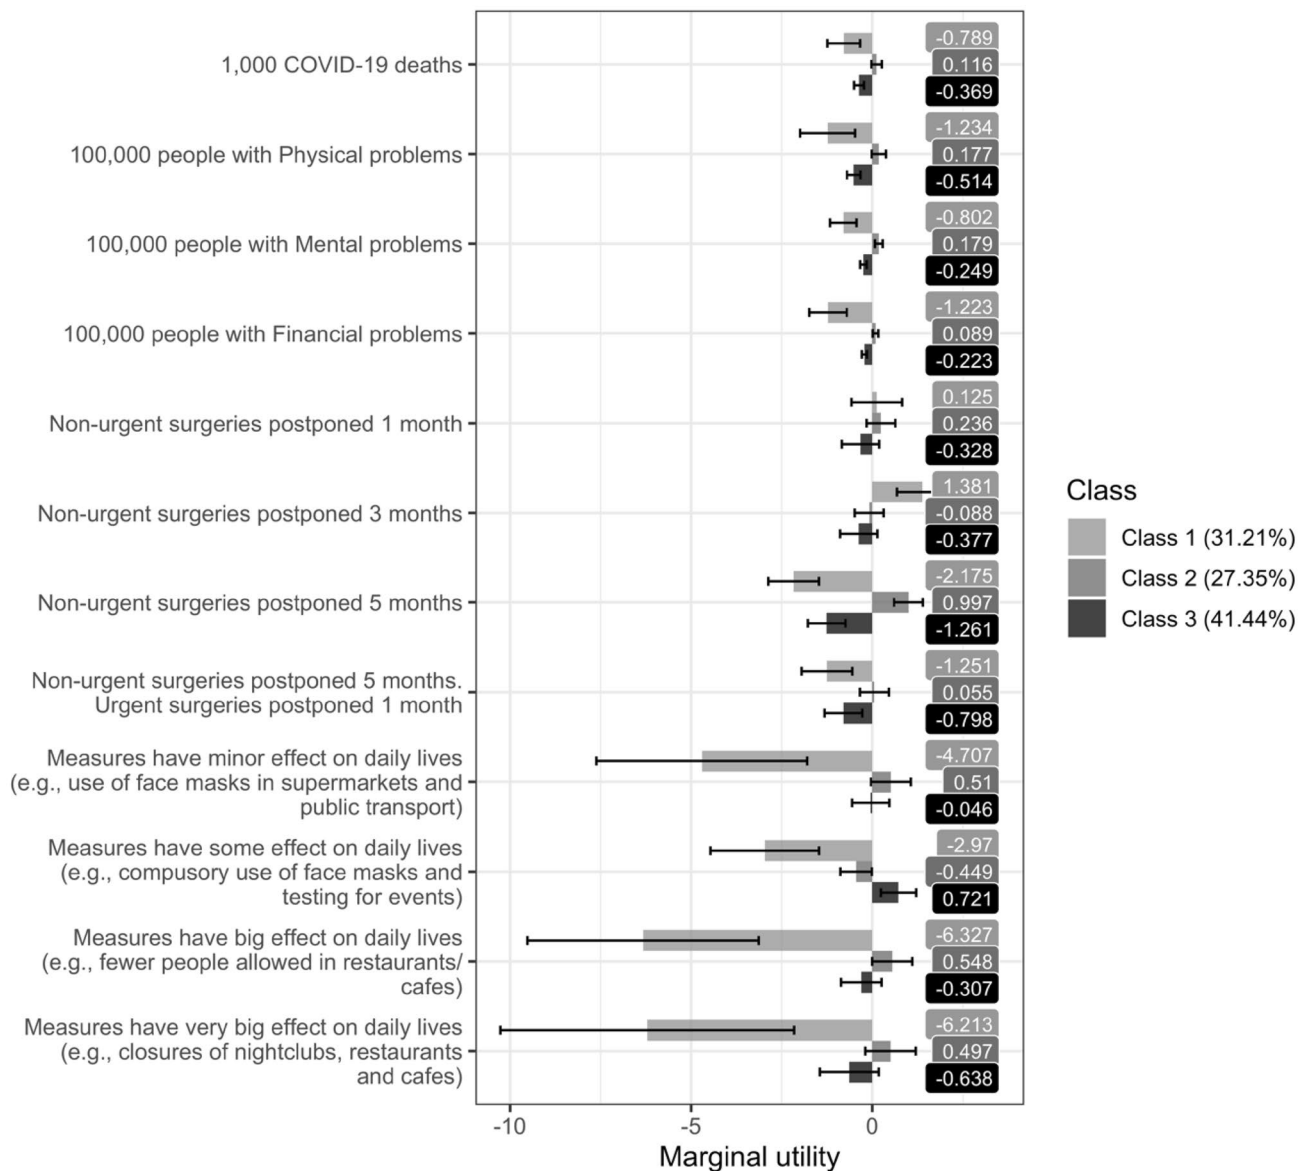 1,000 COVID-19 deaths
-0.789
0.116
-0.369
100,000 people with Physical problems
-1.234
0.177
-0.514
100,000 people with Mental problems
-0.802
0.179
-0.249
100,000 people with Financial problems
-1.223
0.089
-0.223
Non-urgent surgeries postponed 1 month
0.125
0.236
-0.328
Non-urgent surgeries postponed 3 months
1.381
-0.088
-0.377
Non-urgent surgeries postponed 5 months
-2.175
0.997
-1.261
Non-urgent surgeries postponed 5 months.
Urgent surgeries postponed 1 month
-1.251
0.055
-0.798
Measures have minor effect on daily lives
(e.g., use of face masks in supermarkets and
public transport)
-4.707
0.51
-0.046
Measures have some effect on daily lives
(e.g., compusory use of face masks and
testing for events)
-2.97
-0.449
0.721
Measures have big effect on daily lives
(e.g., fewer people allowed in restaurants/
cafes)
-6.327
0.548
-0.307
Measures have very big effect on daily lives
(e.g., closures of nightclubs, restaurants
and cafes)
-6.213
0.497
-0.638
-10
-5
0
Marginal utility
Class
Class 1 (31.21%)
Class 2 (27.35%)
Class 3 (41.44%)